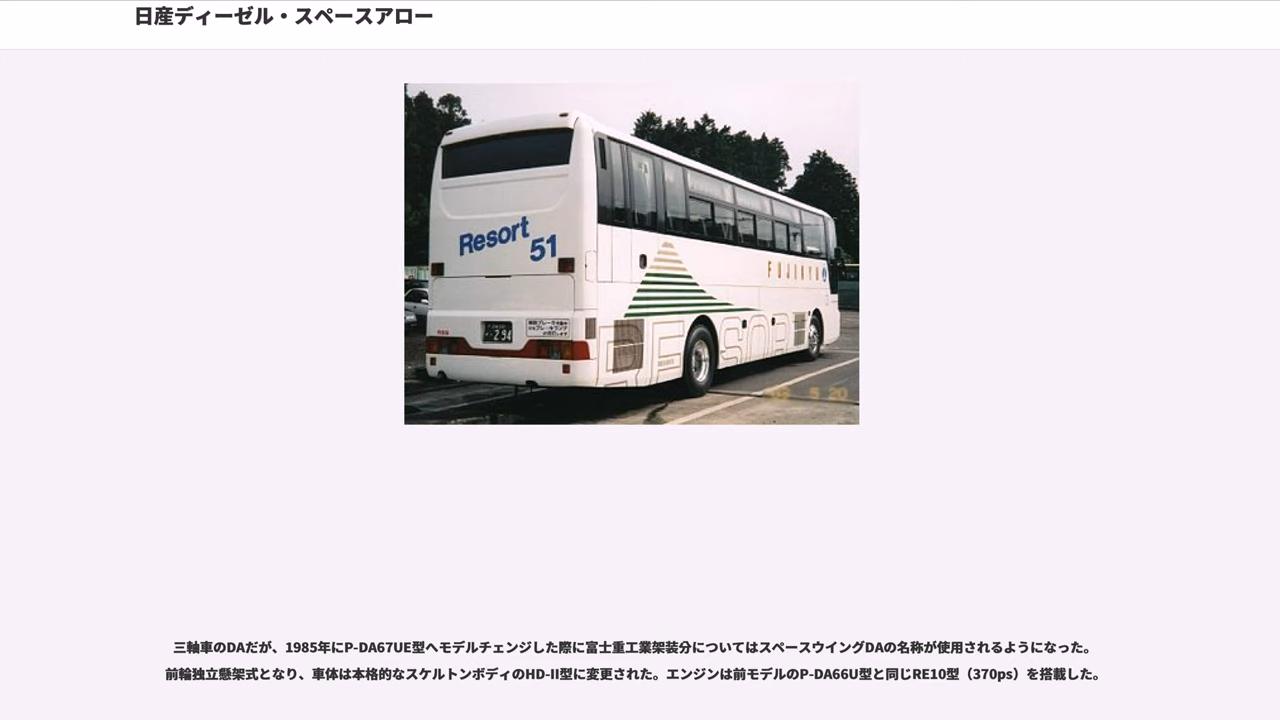 日産ディーゼル・スペースアロー
Resort
51
FUJIKYU
294
RESORT
5 20
三軸車のDAだが、1985年にP-DA67UE型へモデルチェンジした際に富士重工業架装分についてはスペースウイングDAの名称が使用されるようになった。
前輪独立懸架式となり、車体は本格的なスケルトンボディのHD-II型に変更された。エンジンは前モデルのP-DA66U型と同じRE10型（370ps）を搭載した。